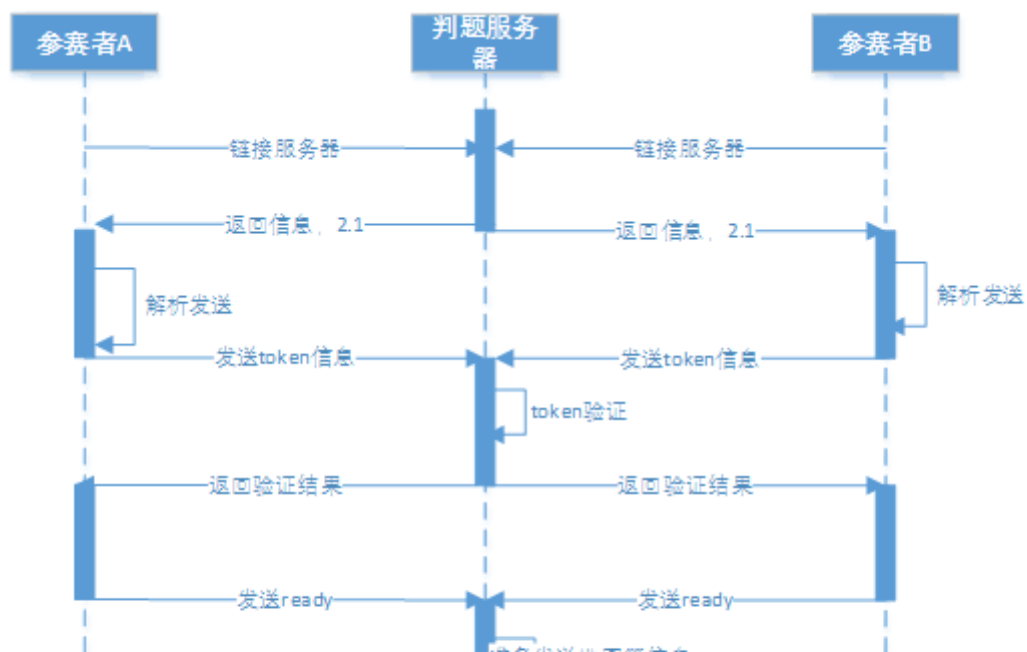 参赛者A
判题服务
器
参赛者B
链接服务器
链接服务器
返回信息，2.1
返回信息，2.1
解析发送
解析发送
发送token信息
发送token信息
token验证
返回验证结果
返回验证结果
发送ready
发送ready